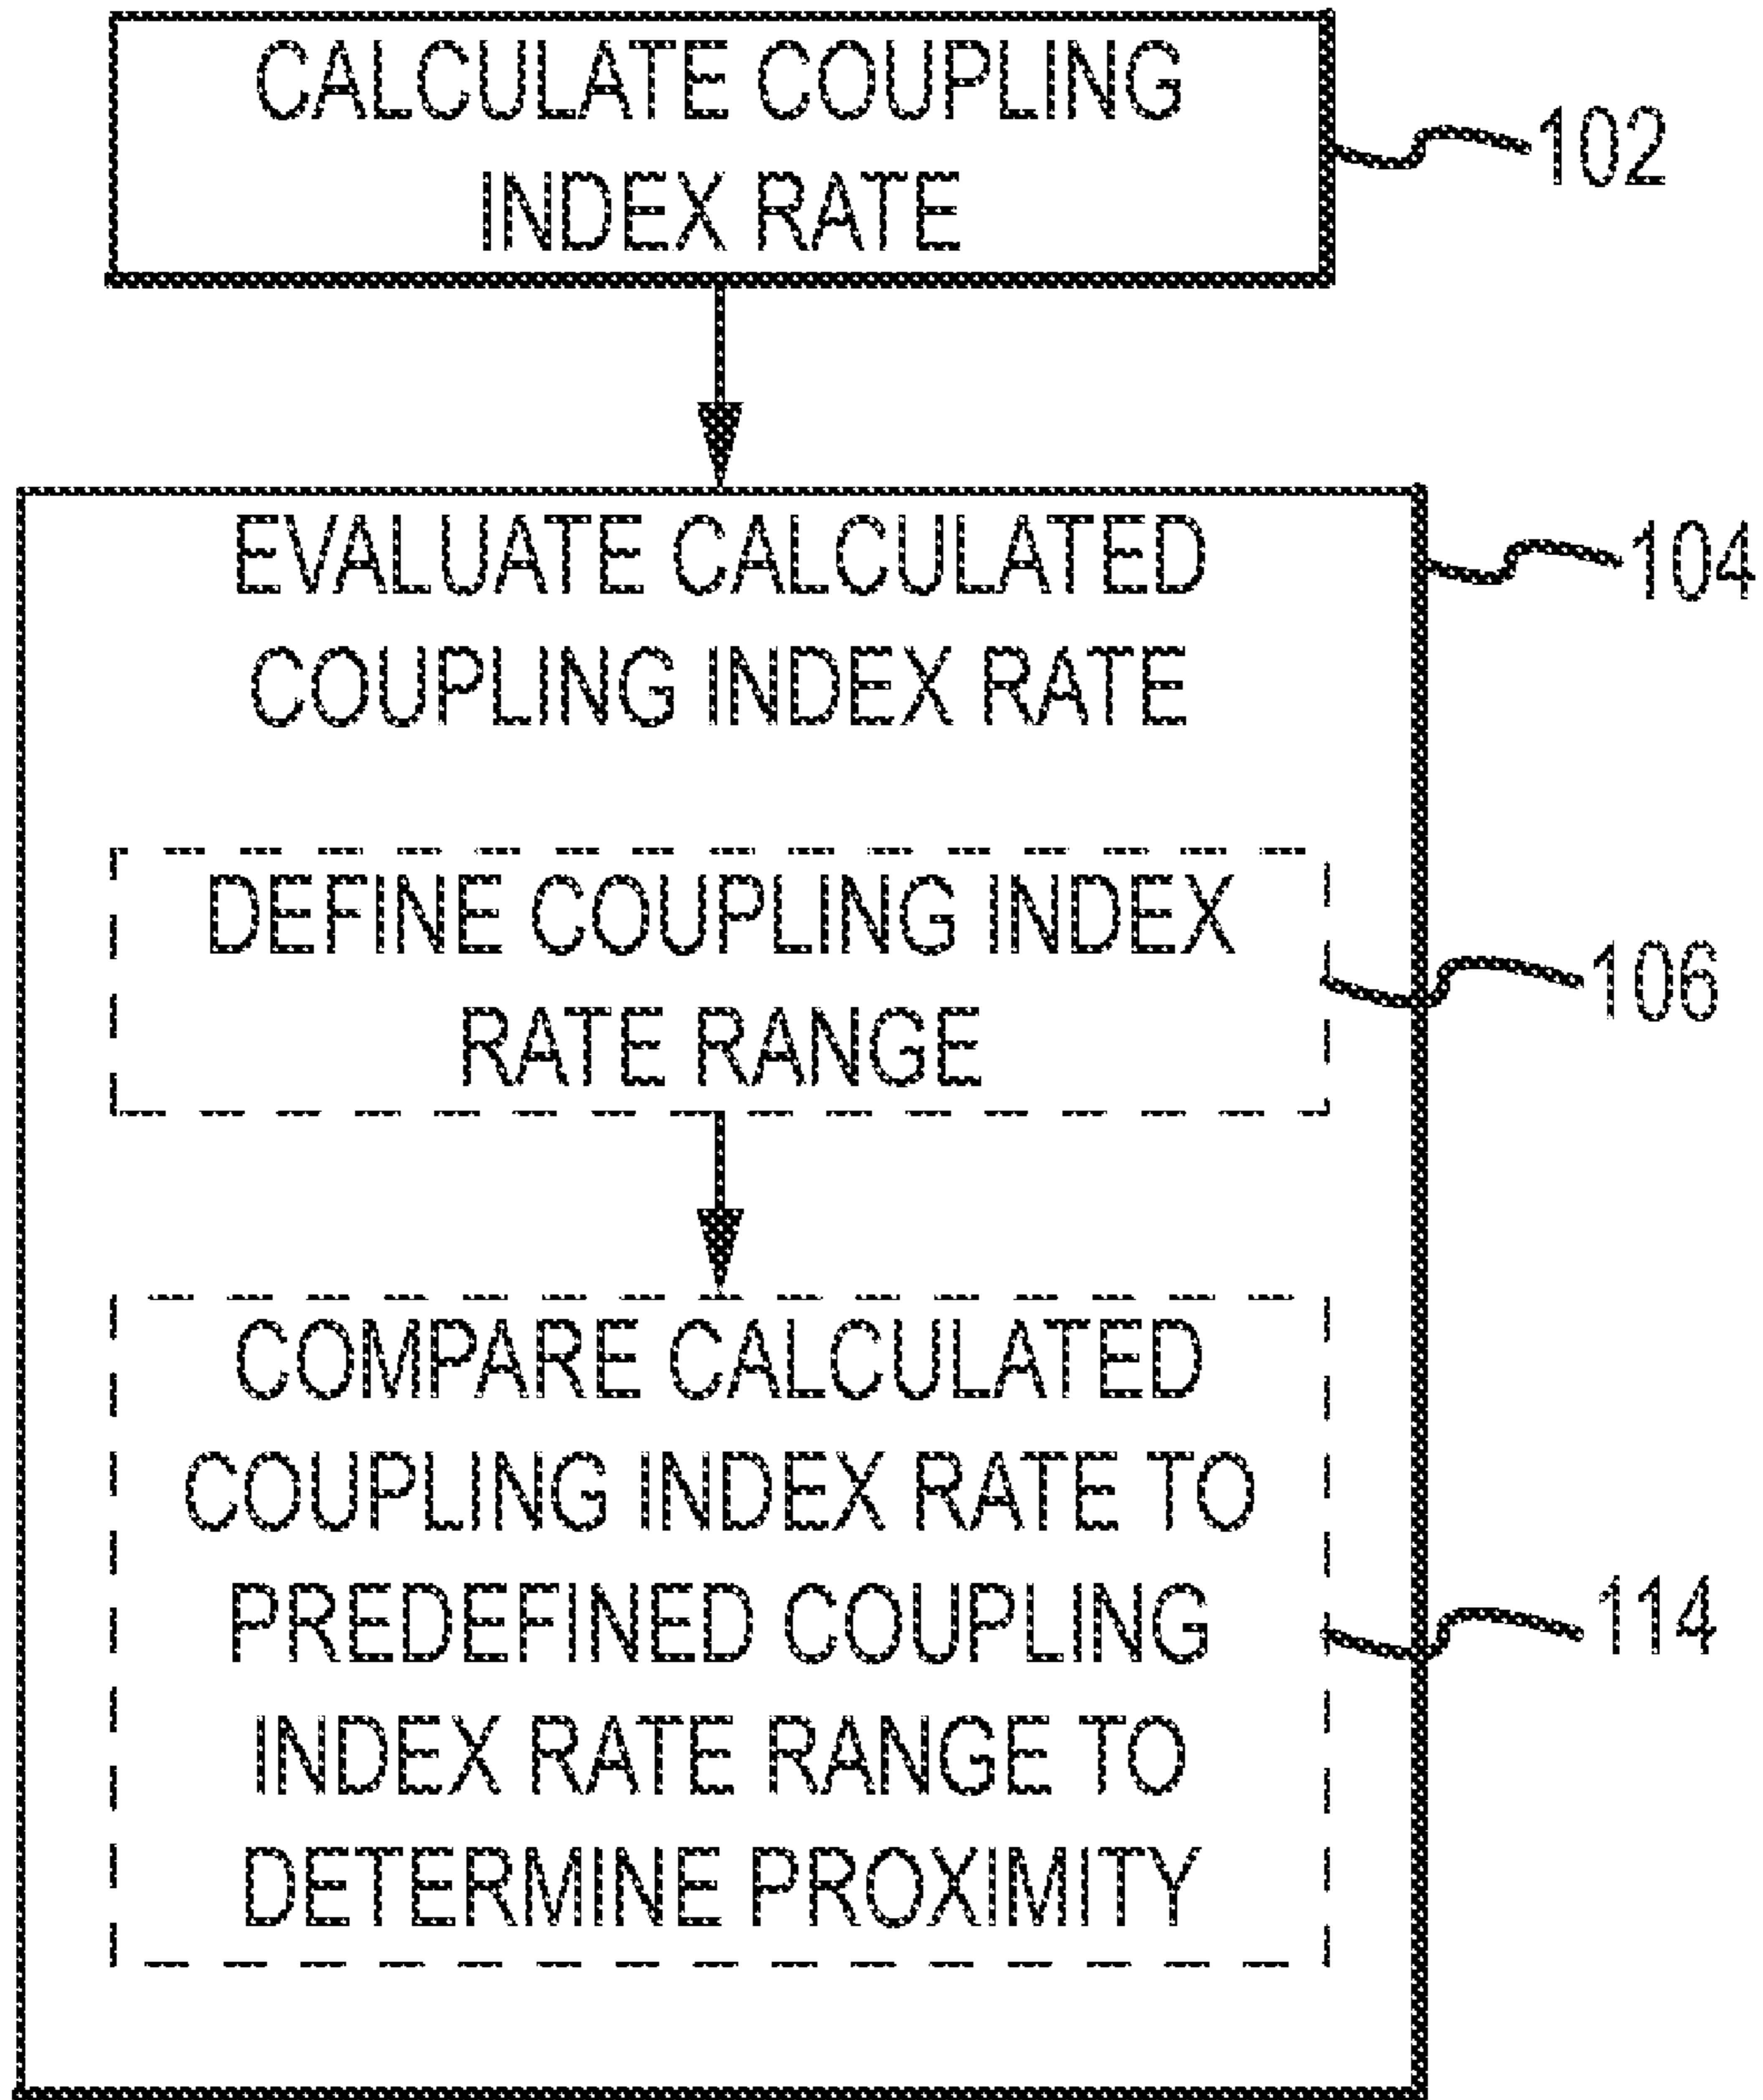 CALCULATE COUPLING
INDEX RATE
102
EVALUATE CALCULATED
COUPLING INDEX RATE
104
DEFINE COUPLING INDEX
RATE RANGE
106
COMPARE CALCULATED
COUPLING INDEX RATE TO
PREDEFINED COUPLING
INDEX RATE RANGE TO
DETERMINE PROXIMITY
114